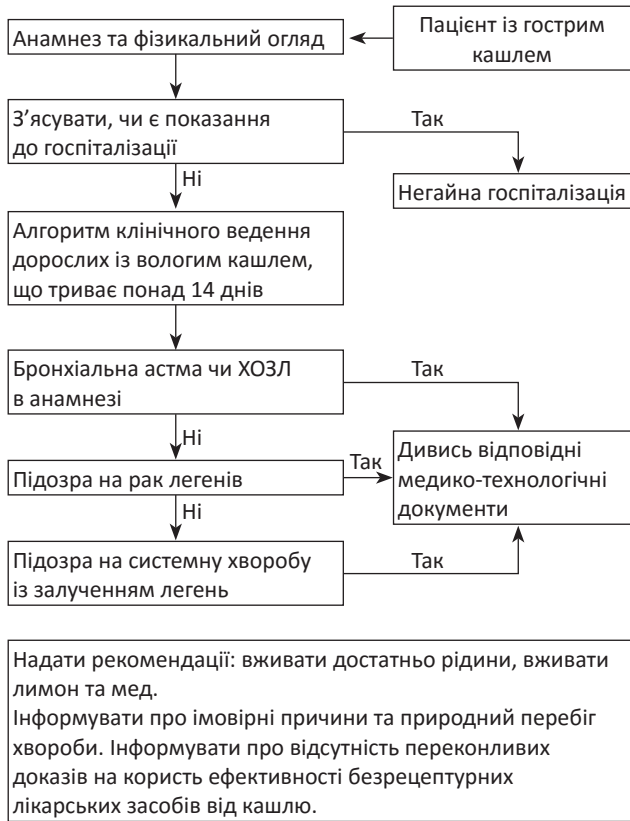 Пацієнт із гострим
кашлем
Анамнез та фізикальний огляд
З’ясувати, чи є показання
до госпіталізації
Так
Ні
Негайна госпіталізація
Алгоритм клінічного ведення
дорослих із вологим кашлем,
що триває понад 14 днів
Бронхіальна астма чи ХОЗЛ
в анамнезі
Так
Ні
Дивись відповідні
медико-технологічні
документи
Підозра на рак легенів
Так
Ні
Підозра на системну хворобу
із залученням легень
Так
Надати рекомендації: вживати достатньо рідини, вживати
лимон та мед.
Інформувати про імовірні причини та природний перебіг
хвороби. Інформувати про відсутність переконливих
доказів на користь ефективності безрецептурних
лікарських засобів від кашлю.